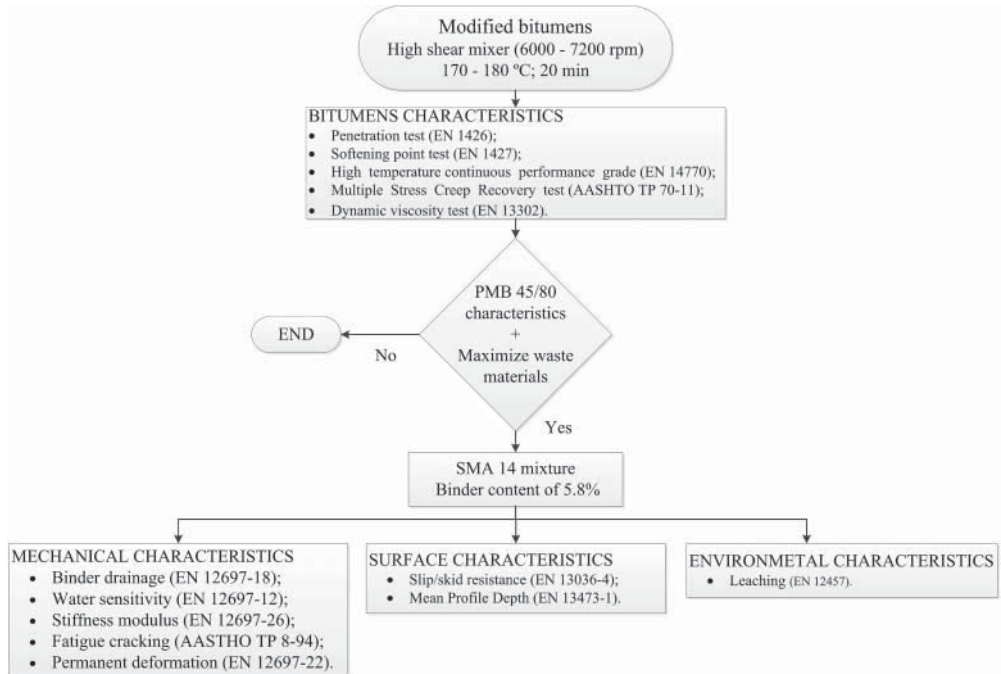 Modified bitumens
High shear mixer (6000 - 7200 rpm)
170 - 180 ºC; 20 min
BITUMENS CHARACTERISTICS
• Penetration test (EN 1426);
• Softening point test (EN 1427);
• High temperature continuous performance grade (EN 14770);
• Multiple Stress Creep Recovery test (AASHTO TP 70-11);
• Dynamic viscosity test (EN 13302).
PMB 45/80
characteristics
+
Maximize waste
materials
END
No
Yes
SMA 14 mixture
Binder content of 5.8%
MECHANICAL CHARACTERISTICS
• Binder drainage (EN 12697-18);
• Water sensitivity (EN 12697-12);
• Stiffness modulus (EN 12697-26);
• Fatigue cracking (AASTHO TP 8-94);
• Permanent deformation (EN 12697-22).
SURFACE CHARACTERISTICS
• Slip/skid resistance (EN 13036-4);
• Mean Profile Depth (EN 13473-1).
ENVIRONMETAL CHARACTERISTICS
• Leaching (EN 12457).